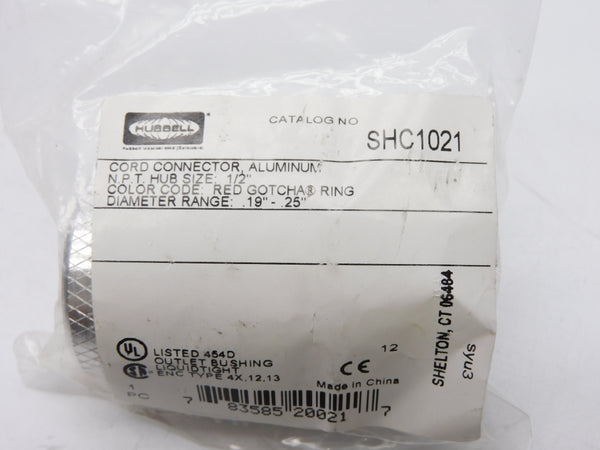 HUBBELL
CATALOG NO
SHC1021
CORD CONNECTOR, ALUMINUM
N.P.T. HUB SIZE: 1/2"
COLOR CODE: RED GOTCHA® RING
DIAMETER RANGE: .19" - .25"
UL
LISTED 454D
OUTLET BUSHING
LIQUIDTIGHT
ENC TYPE 4X,12,13
12
CE
Made in China
1
PC
7 83585 20021 7
SHELTON, CT 06484
syu3